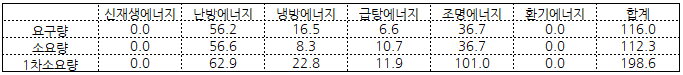 신재생에너지 난방에너지 냉방에너지 급탕에너지 조명에너지 환기에너지 합계
요구량 0.0 56.2 16.5 6.6 36.7 0.0 116.0
소요량 0.0 56.6 8.3 10.7 36.7 0.0 112.3
1차소요량 0.0 62.9 22.8 11.9 101.0 0.0 198.6